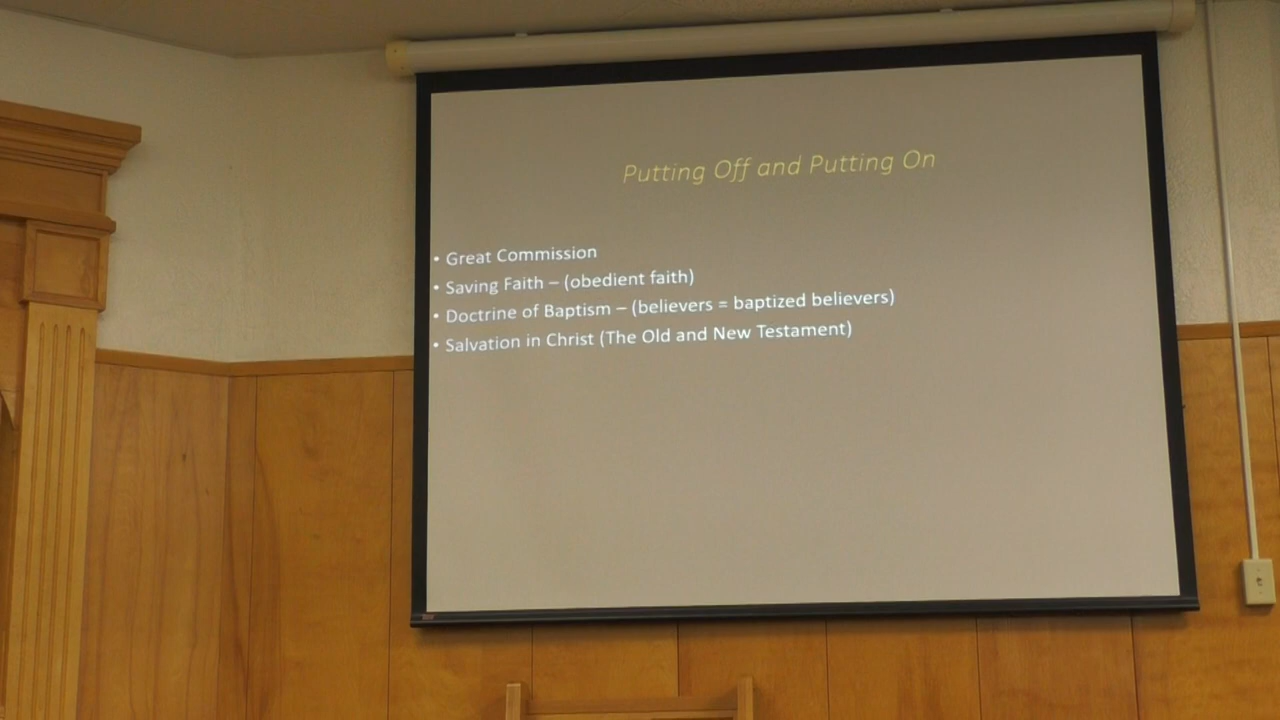 Putting Off and Putting On
• Great Commission
• Saving Faith – (obedient faith)
• Doctrine of Baptism – (believers = baptized believers)
• Salvation in Christ (The Old and New Testament)